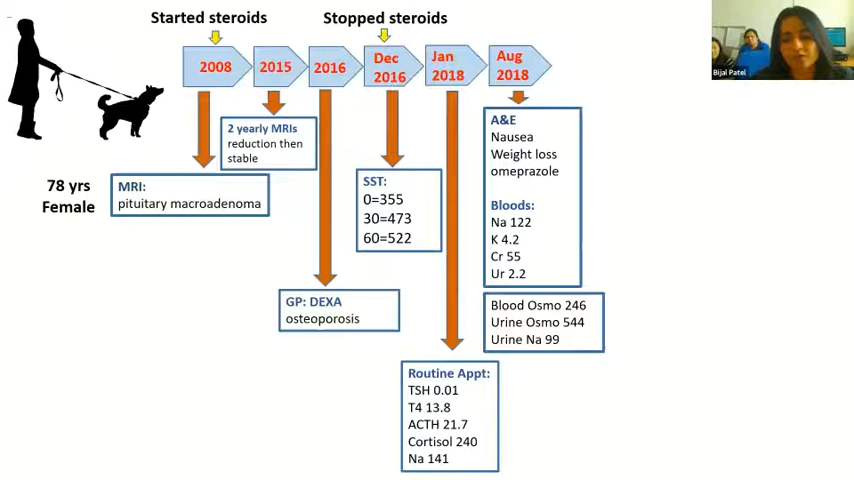 Started steroids
Stopped steroids
2008
2015
2016
Dec
2016
Jan
2018
Aug
2018
Bijal Patel
78 yrs
Female
MRI:
pituitary macroadenoma
2 yearly MRIs
reduction then
stable
GP: DEXA
osteoporosis
SST:
0=355
30=473
60=522
Routine Appt:
TSH 0.01
T4 13.8
ACTH 21.7
Cortisol 240
Na 141
A&E
Nausea
Weight loss
omeprazole
Bloods:
Na 122
K 4.2
Cr 55
Ur 2.2
Blood Osmo 246
Urine Osmo 544
Urine Na 99